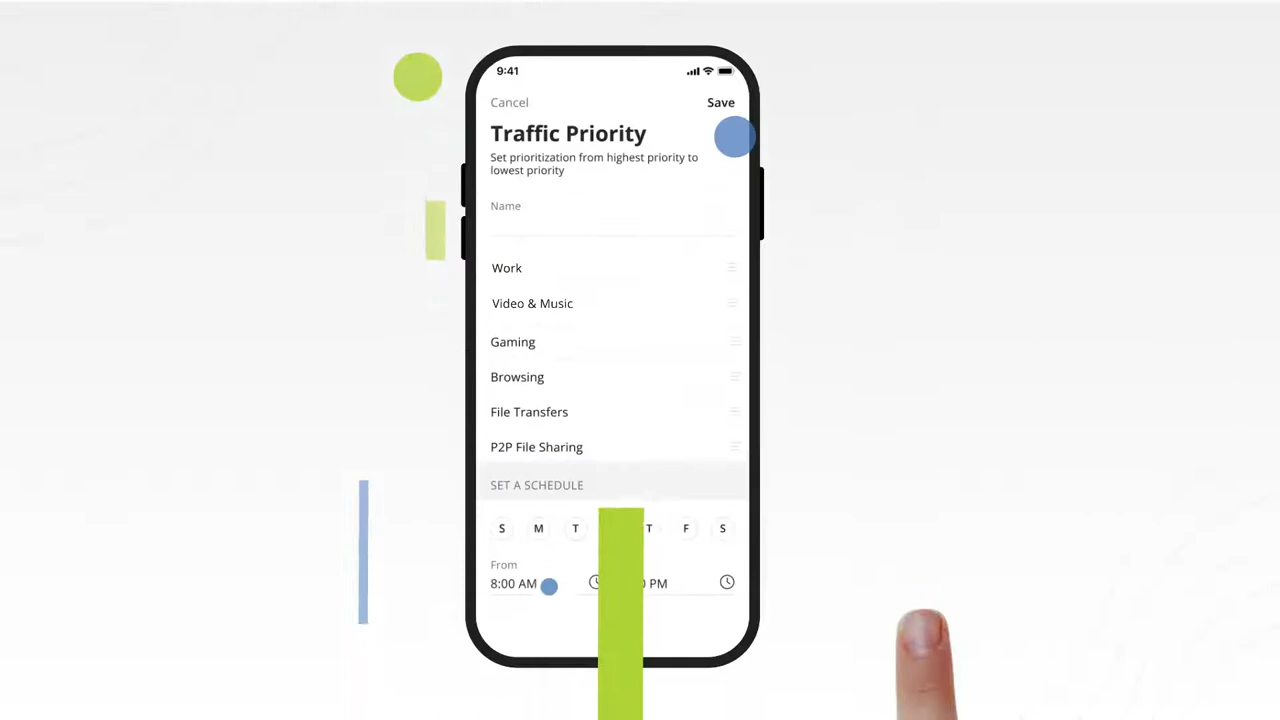 9:41
Cancel Save
Traffic Priority
Set prioritization from highest priority to
lowest priority
Name
Work
Video & Music
Gaming
Browsing
File Transfers
P2P File Sharing
SET A SCHEDULE
S M T T F S
From
8:00 AM PM